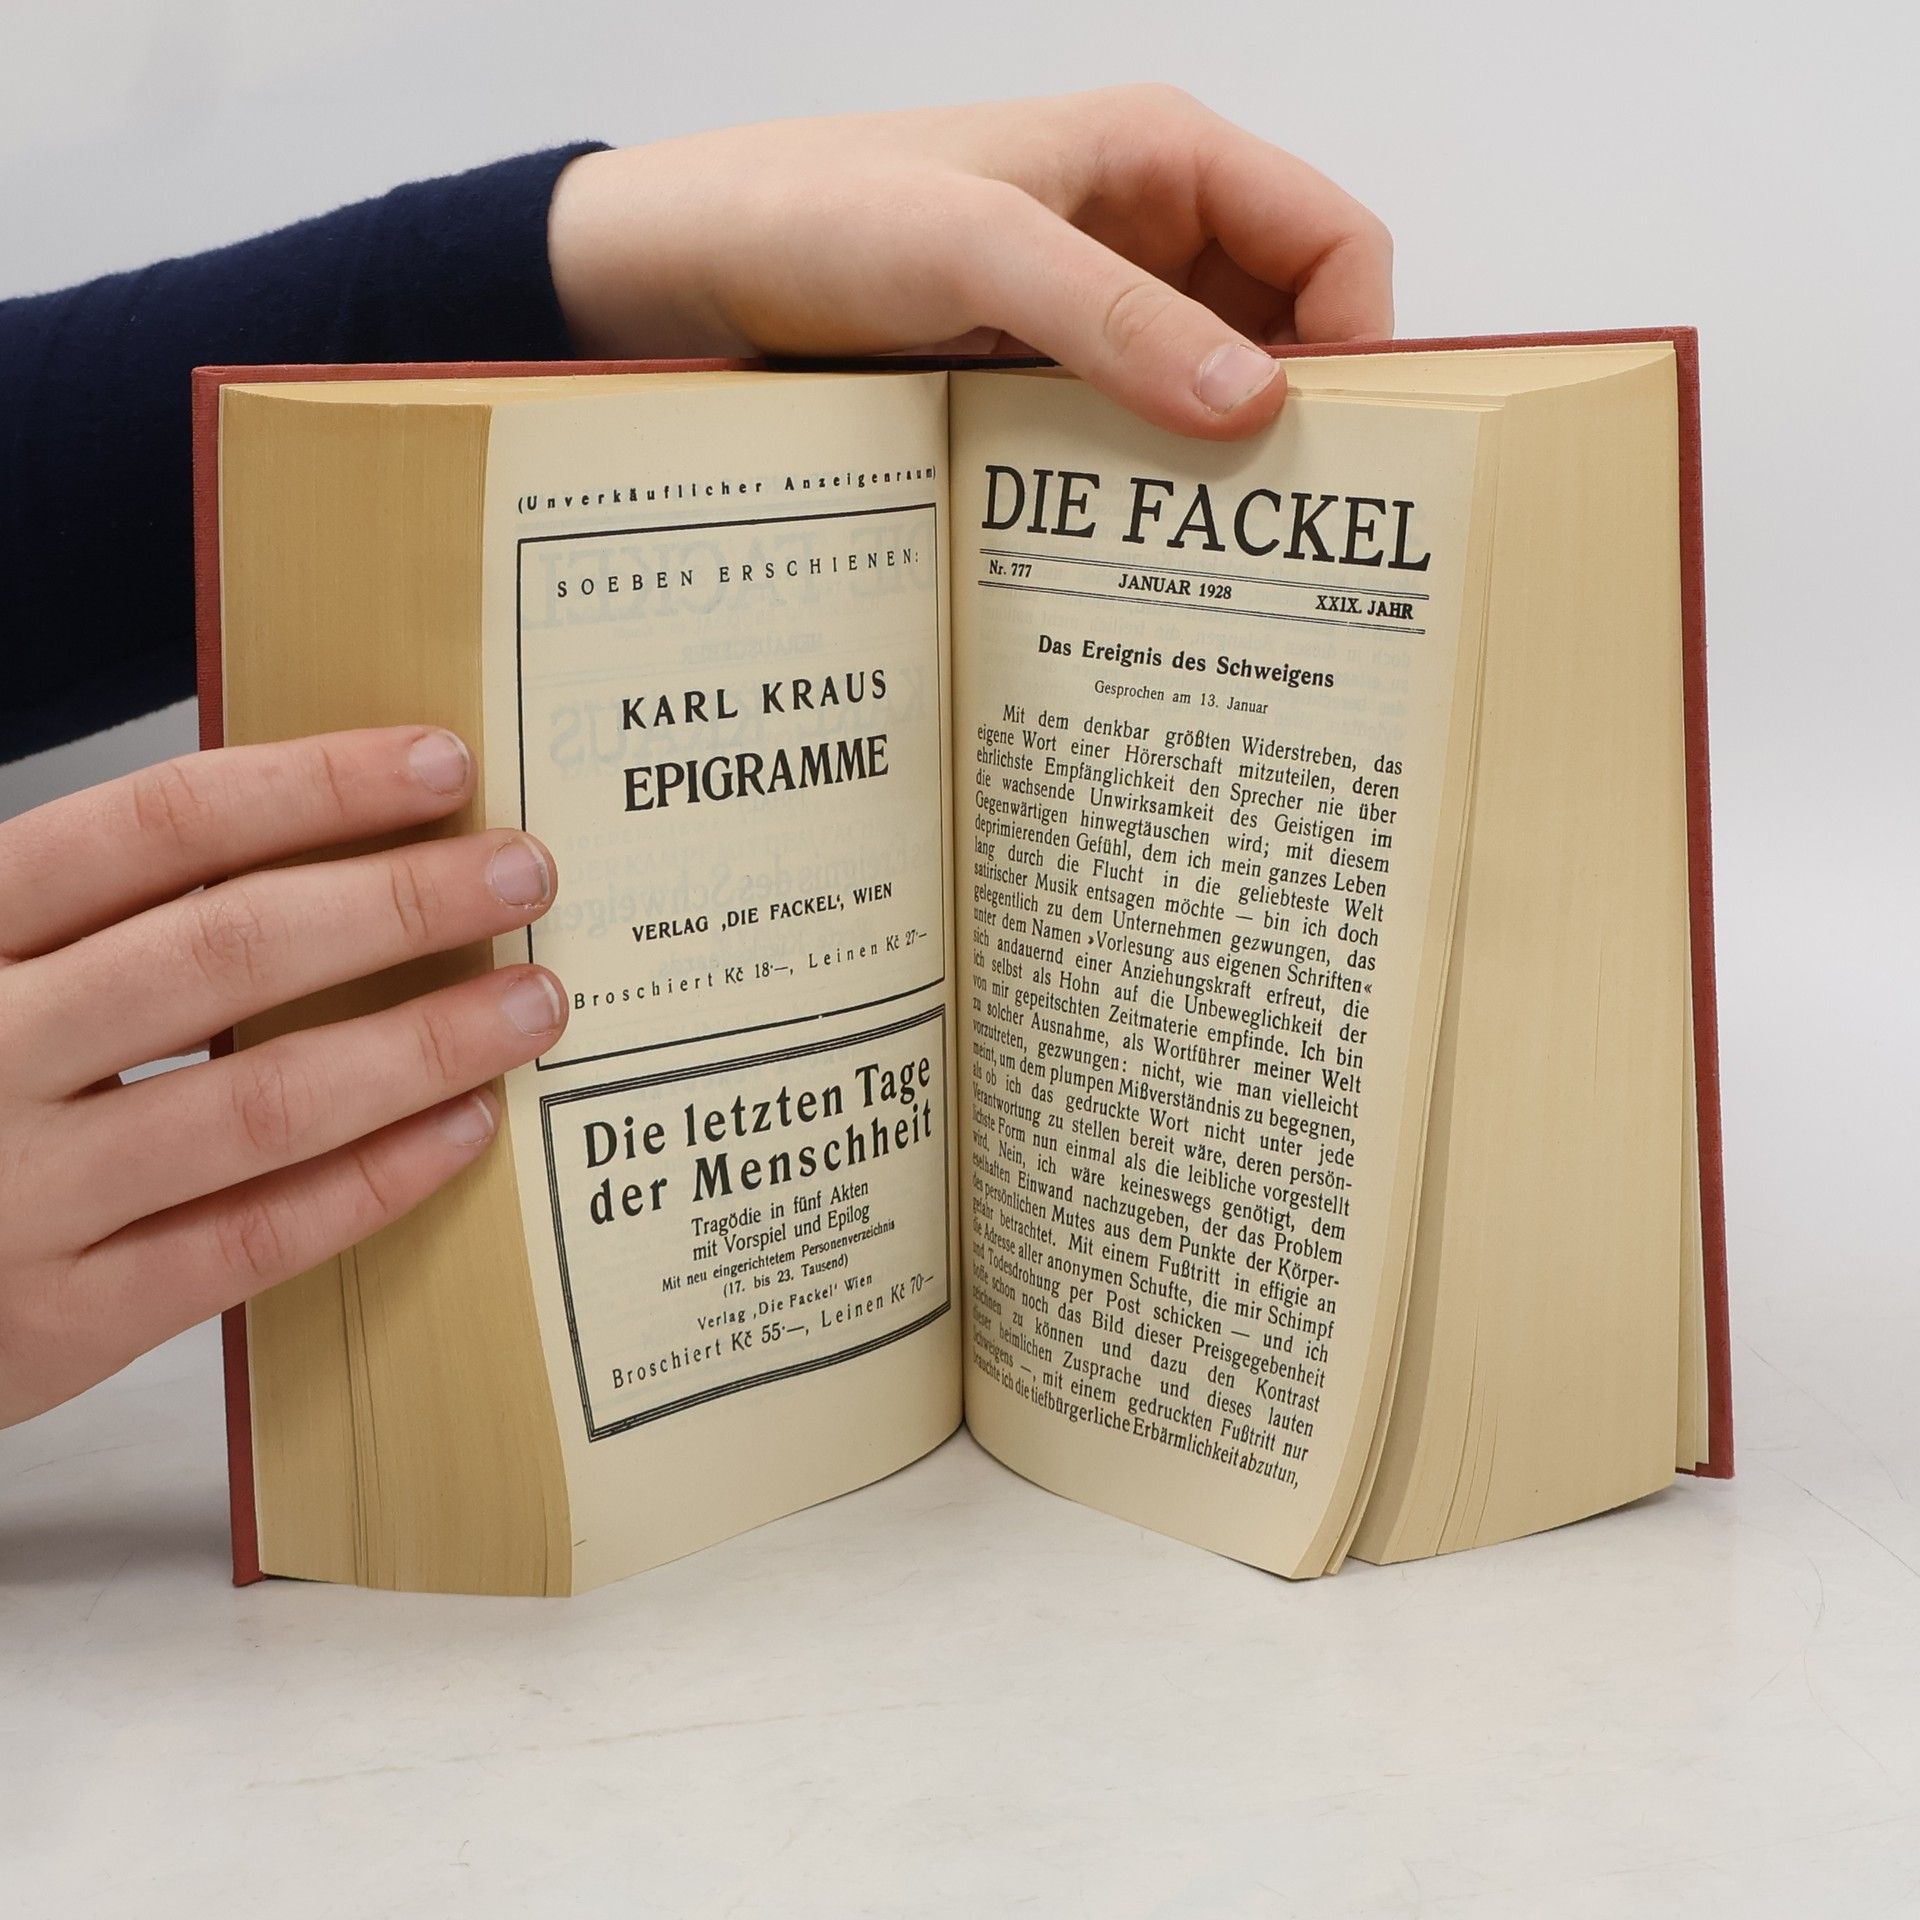 (Unverkäuflicher Anzeigenraum)
SOEBEN ERSCHIENEN:
KARL KRAUS
EPIGRAMME
VERLAG ‚DIE FACKEL‘, WIEN
Broschiert Kč 18·—, Leinen Kč 27·—
Die letzten Tage
der Menschheit
Tragödie in fünf Akten
mit Vorspiel und Epilog
Mit neu eingerichtetem Personenverzeichnis
(17. bis 23. Tausend)
Verlag ‚Die Fackel‘ Wien
Broschiert Kč 55·—, Leinen Kč 70·—
DIE FACKEL
Nr. 777 JANUAR 1928 XXIX. JAHR
Das Ereignis des Schweigens
Gesprochen am 13. Januar
Mit dem denkbar größten Widerstreben, das
eigene Wort einer Hörerschaft mitzuteilen, deren
ehrlichste Empfänglichkeit den Sprecher nie über
die wachsende Unwirksamkeit des Geistigen im
Gegenwärtigen hinwegtäuschen wird; mit diesem
deprimierenden Gefühl, dem ich mein ganzes Leben
lang durch die Flucht in die geliebteste Welt
satirischer Musik entsagen möchte — bin ich doch
gelegentlich zu dem Unternehmen gezwungen, das
unter dem Namen »Vorlesung aus eigenen Schriften«
sich andauernd einer Anziehungskraft erfreut, die
ich selbst als Hohn auf die Unbeweglichkeit der
von mir gepeitschten Zeitmaterie empfinde. Ich bin
zu solcher Ausnahme, als Wortführer meiner Welt
vorzutreten, gezwungen: nicht, wie man vielleicht
meint, um dem plumpen Mißverständnis zu begegnen,
als ob ich das gedruckte Wort nicht unter jede
Verantwortung zu stellen bereit wäre, deren persön-
lichste Form nun einmal als die leibliche vorgestellt
wird. Nein, ich wäre keineswegs genötigt, dem
eselhaften Einwand nachzugeben, der das Problem
des persönlichen Mutes aus dem Punkte der Körper-
gefahr betrachtet. Mit einem Fußtritt in effigie an
die Adresse aller anonymen Schufte, die mir Schimpf
und Todesdrohung per Post schicken — und ich
hoffe schon noch das Bild dieser Preisgegebenheit
zeichnen zu können und dazu den Kontrast
dieser heimlichen Zusprache und dieses lauten
Schweigens —, mit einem gedruckten Fußtritt nur
brauchte ich die tiefbürgerliche Erbärmlichkeit abzutun,